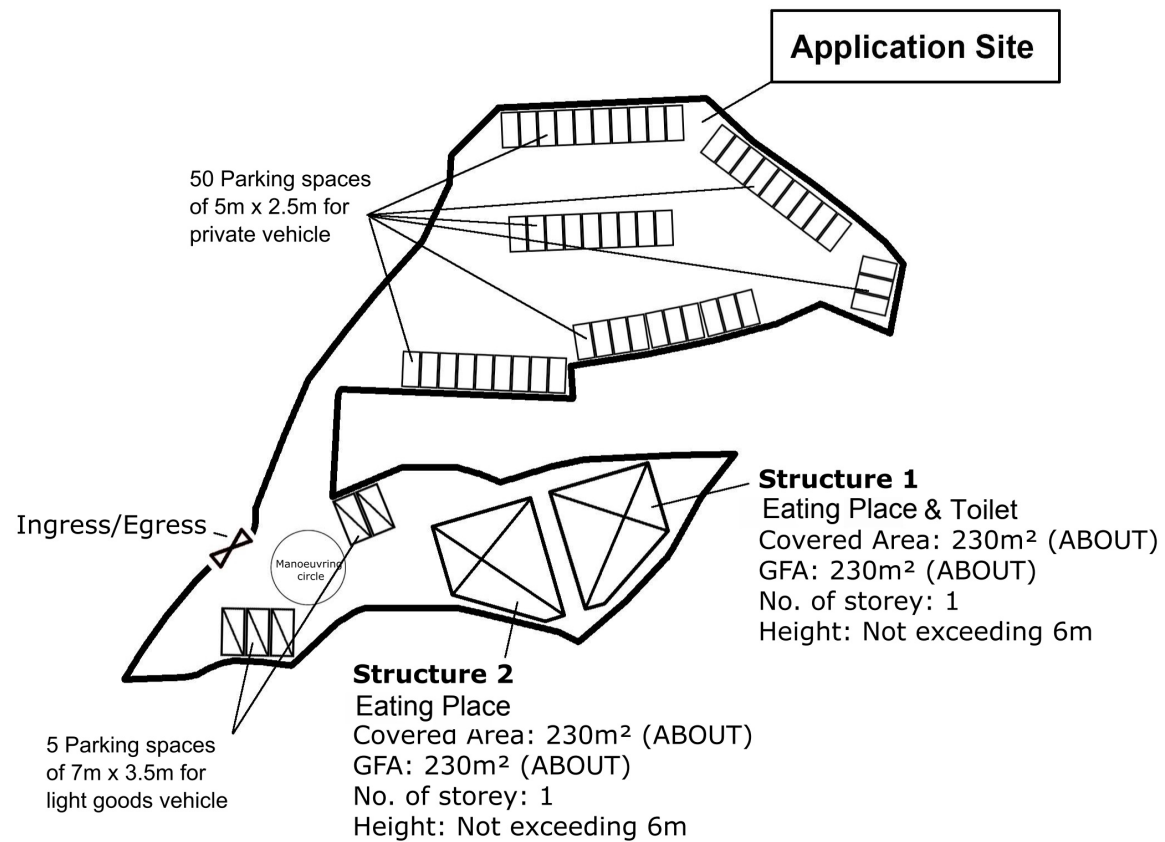 Application Site
50 Parking spaces
of 5m x 2.5m for
private vehicle
Ingress/Egress
Manoeuvring
circle
Structure 1
Eating Place & Toilet
Covered Area: 230m² (ABOUT)
GFA: 230m² (ABOUT)
No. of storey: 1
Height: Not exceeding 6m
Structure 2
Eating Place
Covered Area: 230m² (ABOUT)
GFA: 230m² (ABOUT)
No. of storey: 1
Height: Not exceeding 6m
5 Parking spaces
of 7m x 3.5m for
light goods vehicle